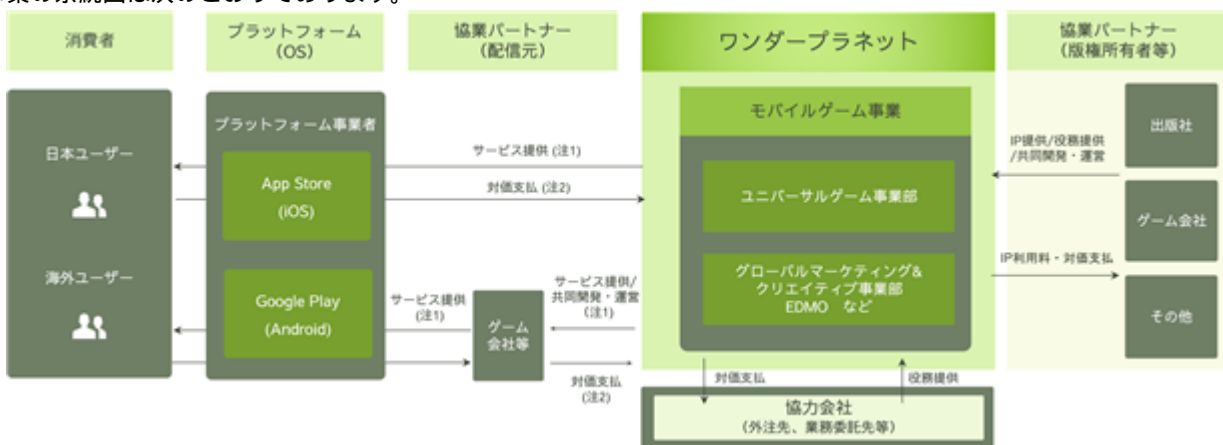 事業の系統図は次のとおりであります。
消費者
プラットフォーム
(OS)
協業パートナー
(配信元)
ワンダープラネット
協業パートナー
(版権所有者等)
日本ユーザー
海外ユーザー
プラットフォーム事業者
App Store
(iOS)
Google Play
(Android)
サービス提供 (注1)
対価支払 (注2)
サービス提供
(注1)
ゲーム
会社等
サービス提供/
共同開発・運営
(注1)
対価支払
(注2)
モバイルゲーム事業
ユニバーサルゲーム事業部
グローバルマーケティング&
クリエイティブ事業部
EDMO など
対価支払
役務提供
協力会社
(外注先、業務委託先等)
IP提供/役務提供
/共同開発・運営
IP利用料・対価支払
出版社
ゲーム会社
その他